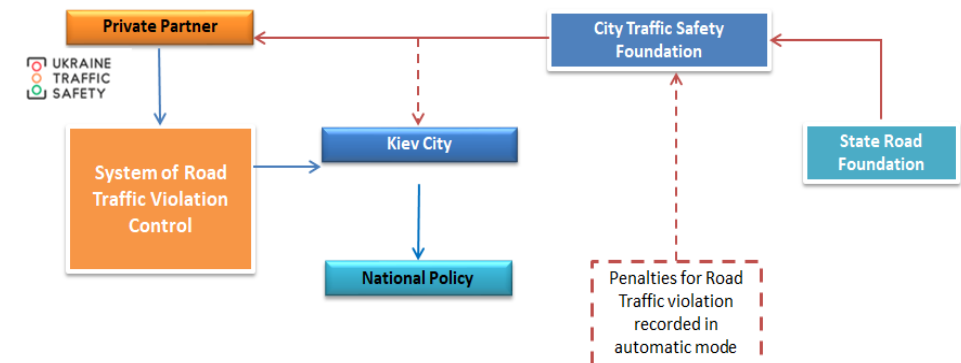 Private Partner
City Traffic Safety
Foundation
UKRAINE
TRAFFIC
SAFETY
Kiev City
State Road
Foundation
System of Road
Traffic Violation
Control
National Policy
Penalties for Road
Traffic violation
recorded in
automatic mode